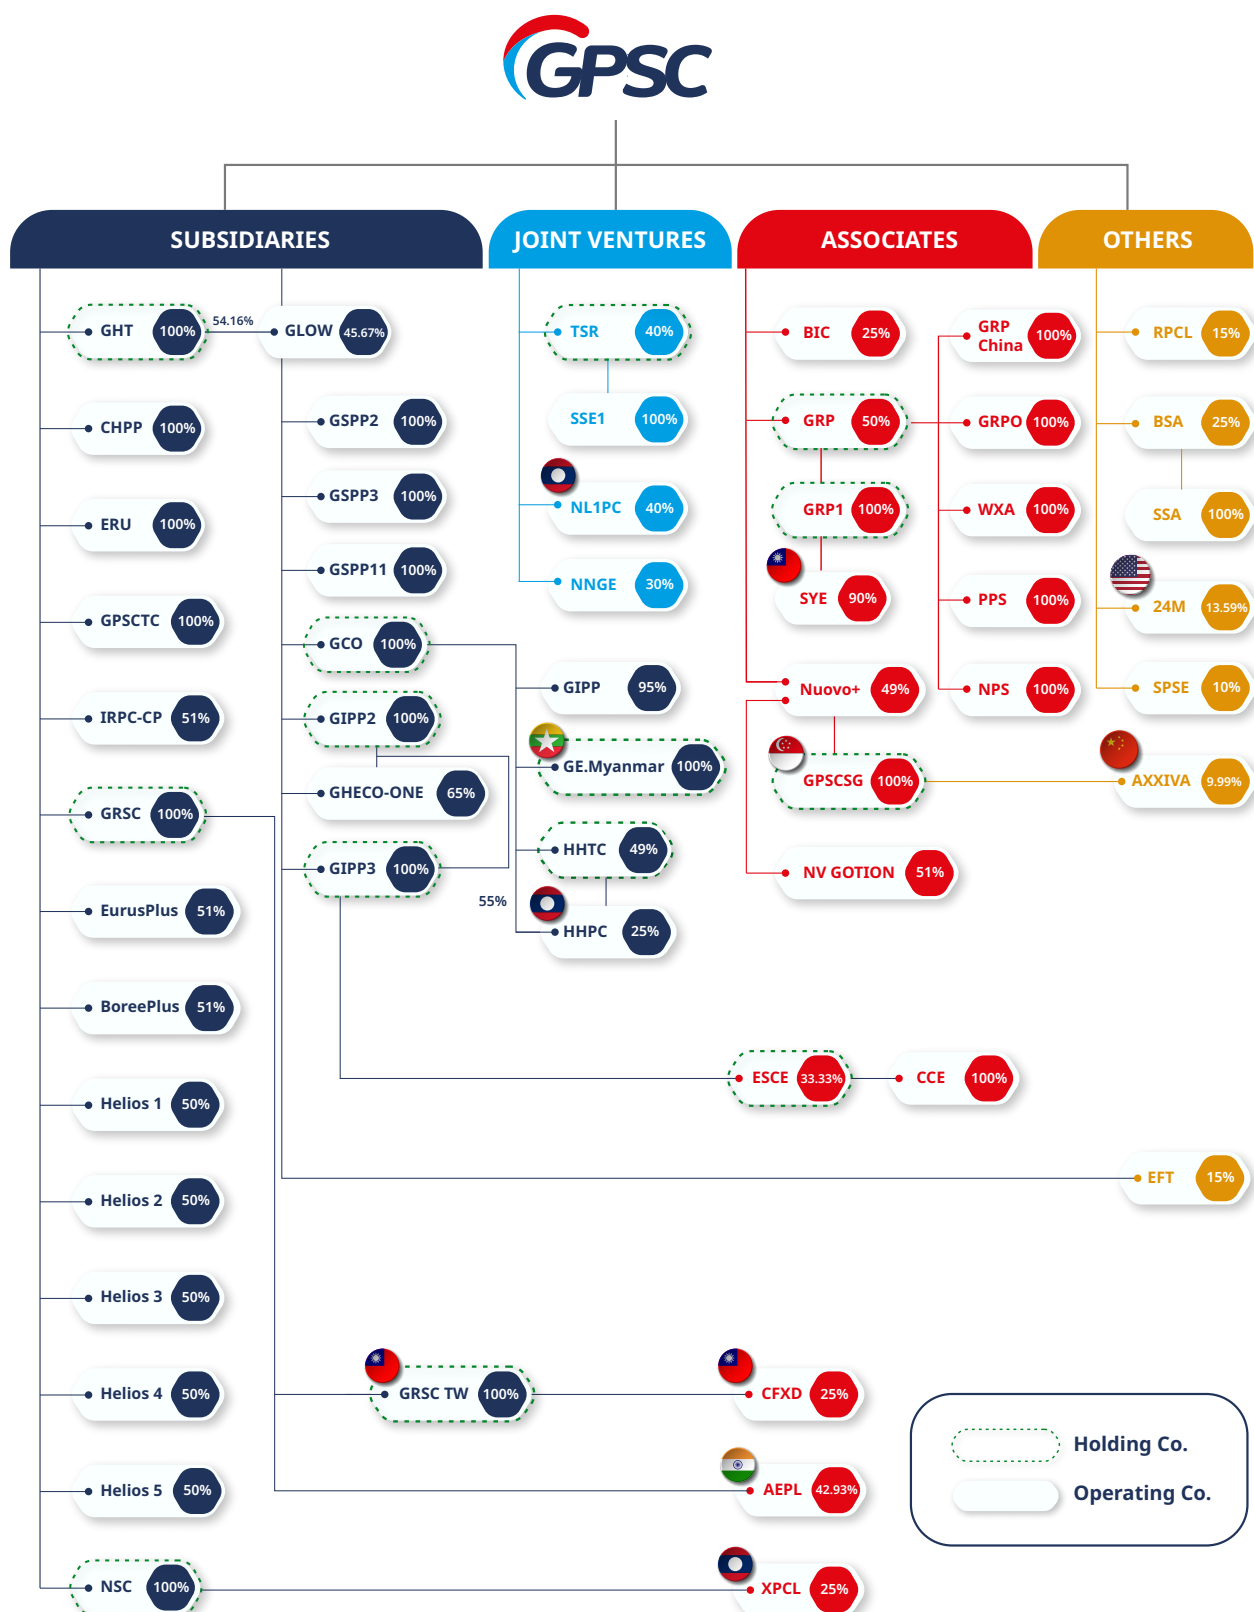 GPSC
SUBSIDIARIES
JOINT VENTURES
ASSOCIATES
OTHERS
GHT 100%
54.16%
GLOW 45.67%
CHPP 100%
ERU 100%
GPSCTC 100%
IRPC-CP 51%
GRSC 100%
EurusPlus 51%
BoreePlus 51%
Helios 1 50%
Helios 2 50%
Helios 3 50%
Helios 4 50%
Helios 5 50%
NSC 100%
GSPP2 100%
GSPP3 100%
GSPP11 100%
GCO 100%
GIPP2 100%
GHECO-ONE 65%
GIPP3 100%
55%
GRSC TW 100%
TSR 40%
SSE1 100%
NL1PC 40%
NNGE 30%
GIPP 95%
GE.Myanmar 100%
HHTC 49%
HHPC 25%
BIC 25%
GRP 50%
GRP1 100%
SYE 90%
Nuovo+ 49%
GPSCSG 100%
NV GOTION 51%
GRP
China 100%
GRPO 100%
WXA 100%
PPS 100%
NPS 100%
ESCE 33.33%
CCE 100%
CFXD 25%
AEPL 42.93%
XPCL 25%
RPCL 15%
BSA 25%
SSA 100%
24M 13.59%
SPSE 10%
AXXIVA 9.99%
EFT 15%
Holding Co.
Operating Co.